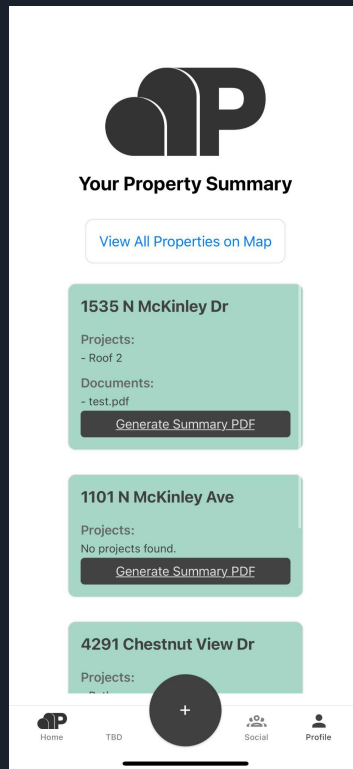 P
Your Property Summary
View All Properties on Map
1535 N McKinley Dr
Projects:
- Roof 2
Documents:
- test.pdf
Generate Summary PDF
1101 N McKinley Ave
Projects:
No projects found.
Generate Summary PDF
4291 Chestnut View Dr
Projects:
+
P
Home
TBD
Social
Profile